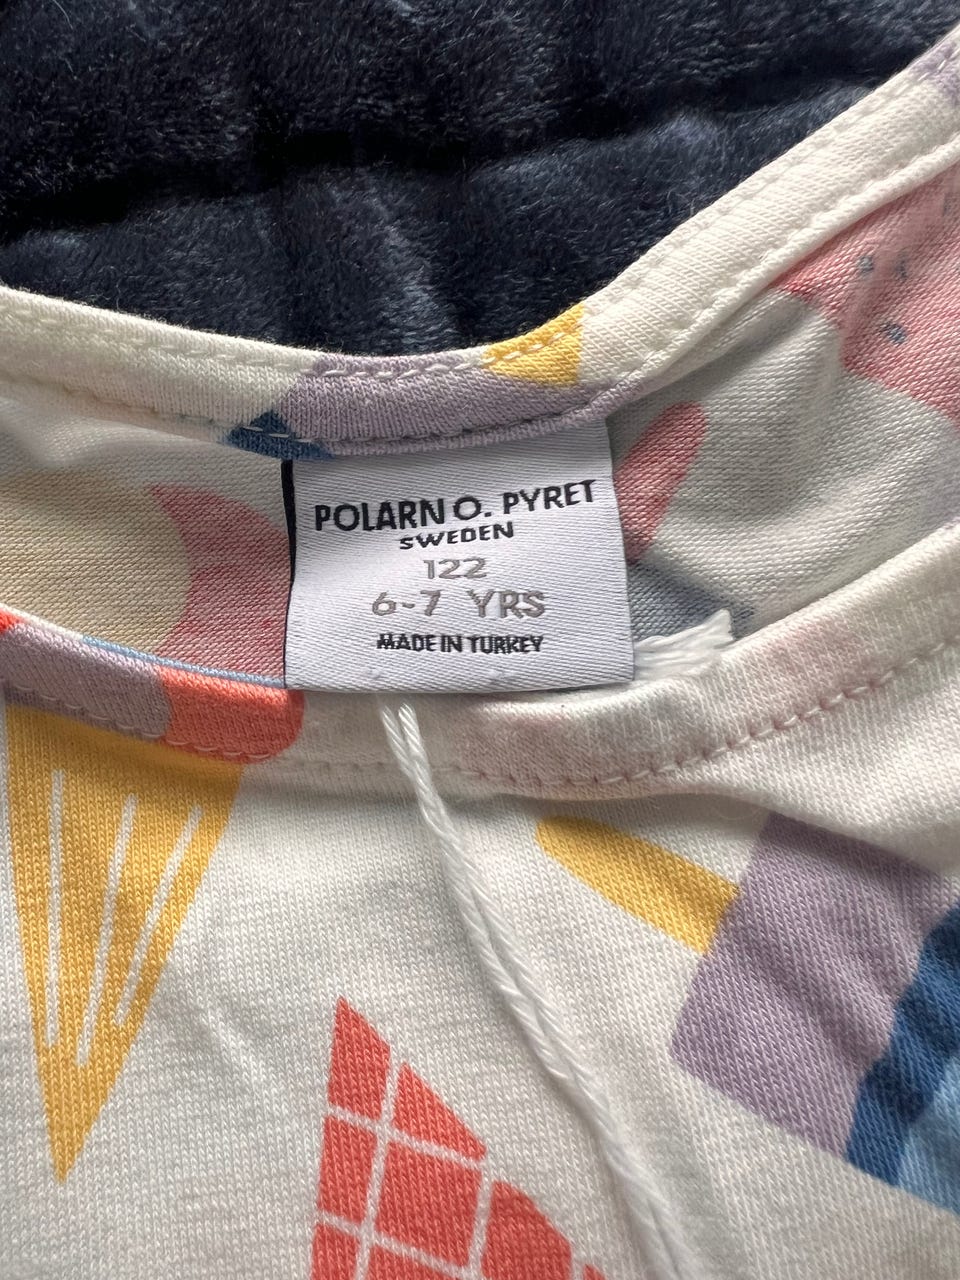 POLARN O. PYRET
SWEDEN
122
6-7 YRS
MADE IN TURKEY